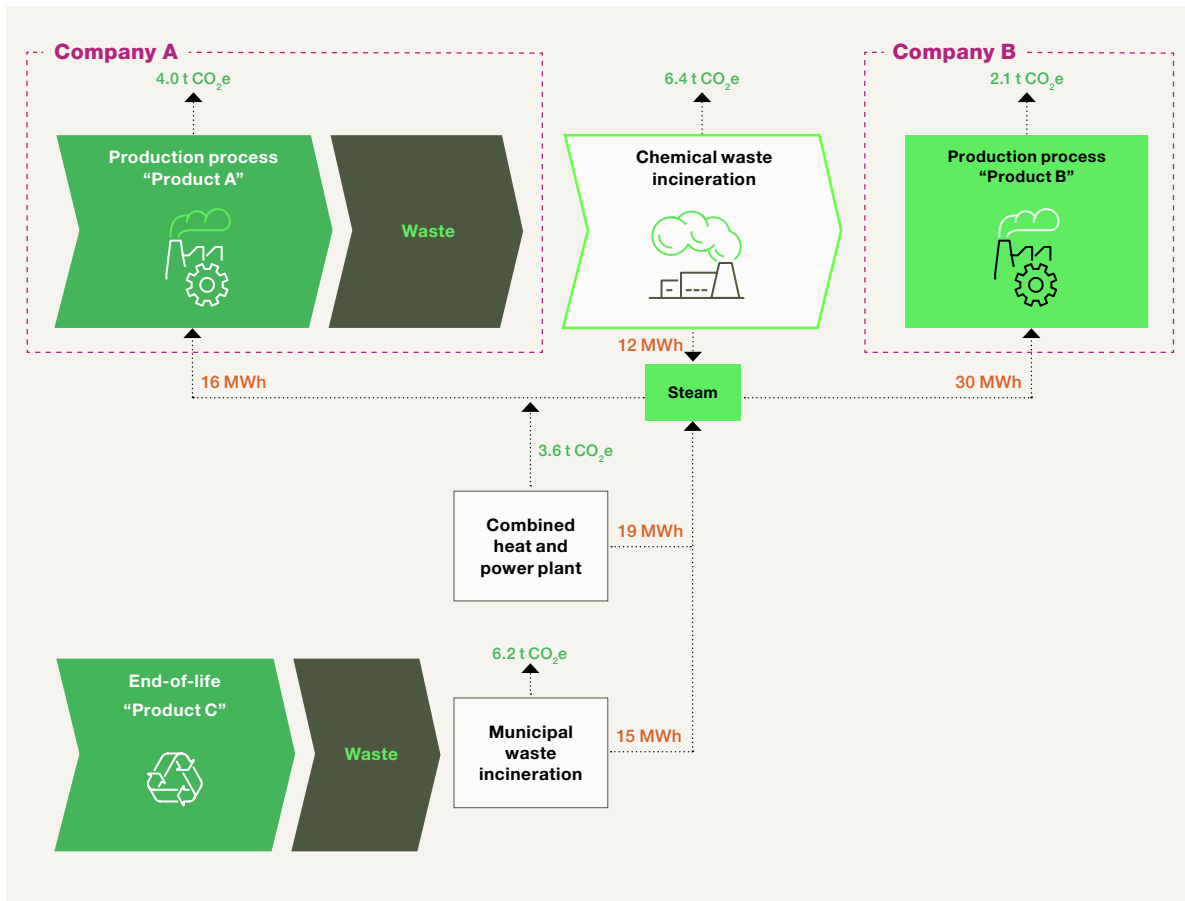 Company A
Company B
4.0 t CO₂e
6.4 t CO₂e
2.1 t CO₂e
Production process
“Product A”
Waste
Chemical waste
incineration
Production process
“Product B”
12 MWh
16 MWh
Steam
30 MWh
3.6 t CO₂e
Combined
heat and
power plant
19 MWh
6.2 t CO₂e
End-of-life
“Product C”
Waste
Municipal
waste
incineration
15 MWh